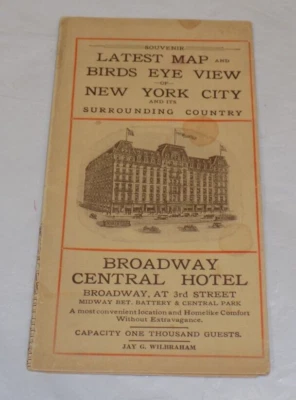 SOUVENIR
LATEST MAP AND
BIRDS EYE VIEW
OF
NEW YORK CITY
AND ITS
SURROUNDING COUNTRY
BROADWAY
CENTRAL HOTEL
BROADWAY, AT 3rd STREET
MIDWAY BET. BATTERY & CENTRAL PARK
A most convenient location and Homelike Comfort
Without Extravagance.
CAPACITY ONE THOUSAND GUESTS.
JAY G. WILBRAHAM